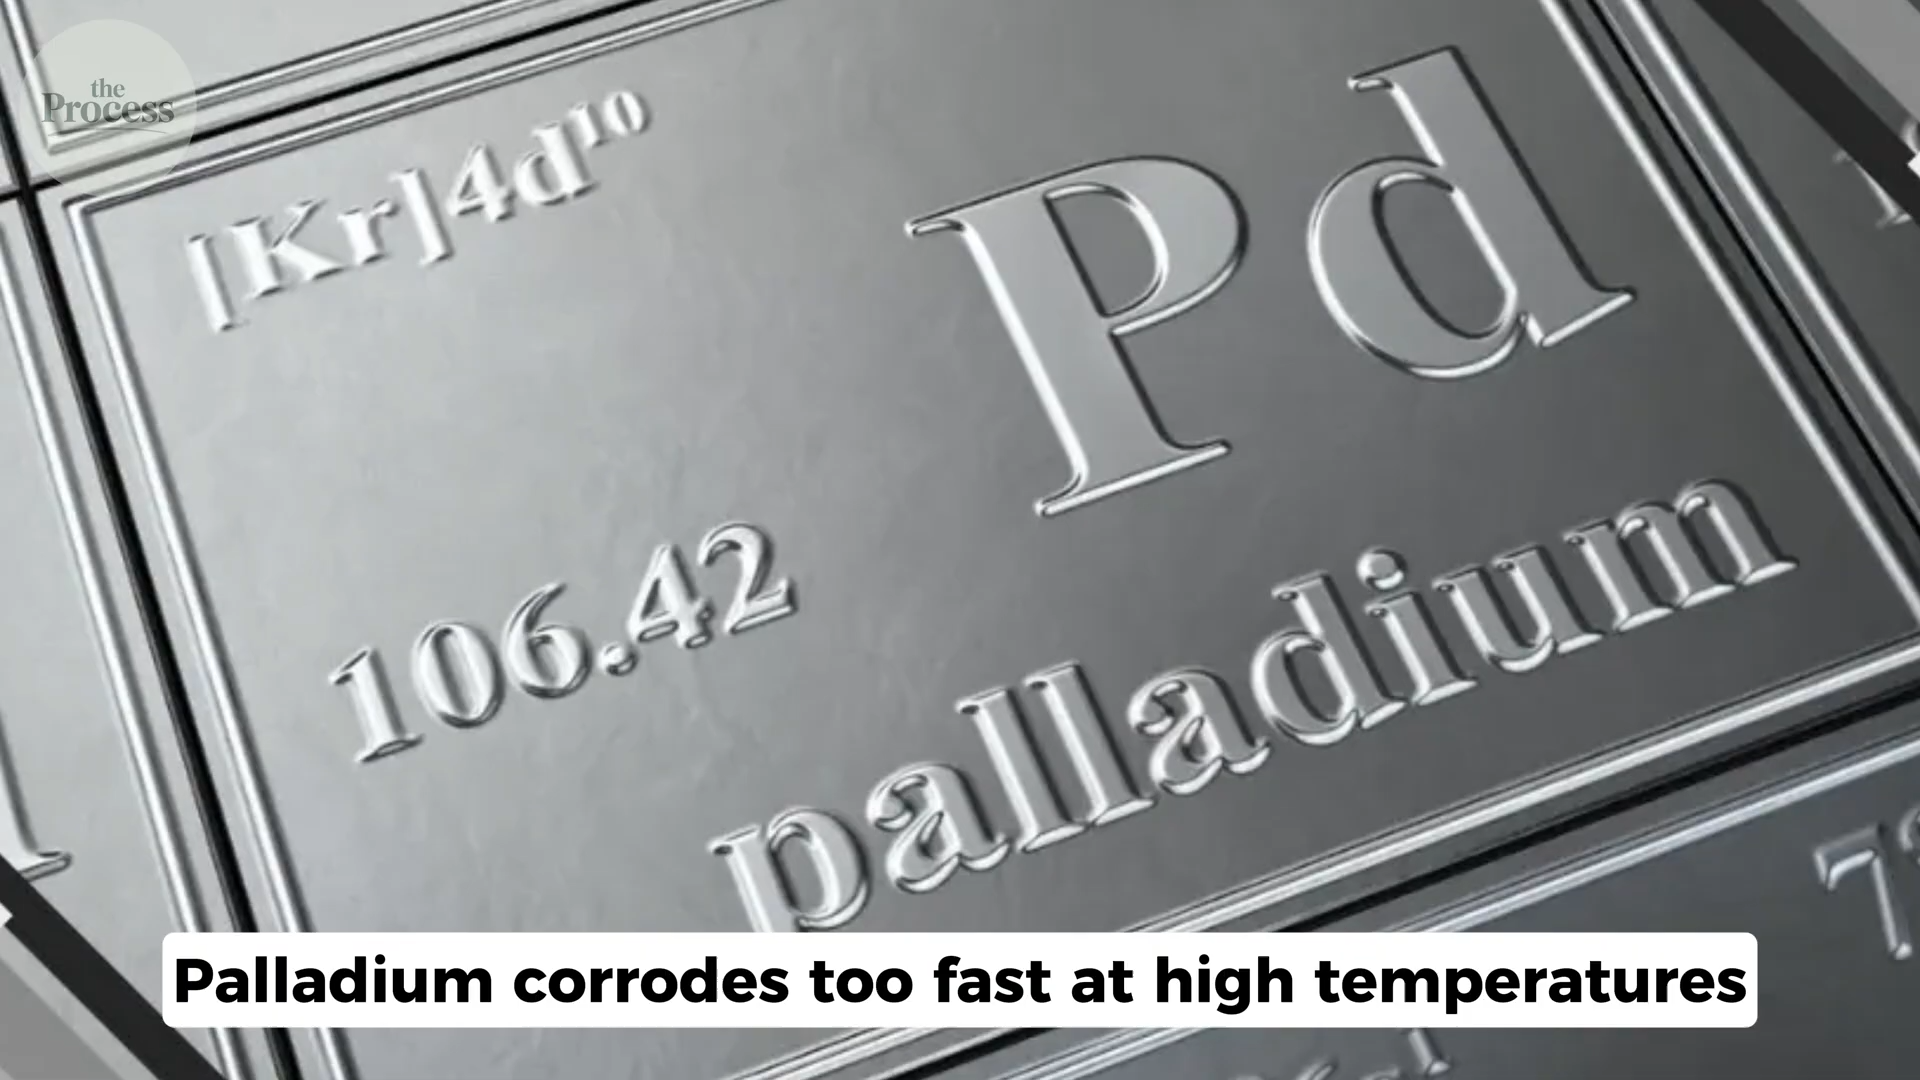 the
Process
[Kr]4d¹⁰
Pd
106.42
palladium
Palladium corrodes too fast at high temperatures